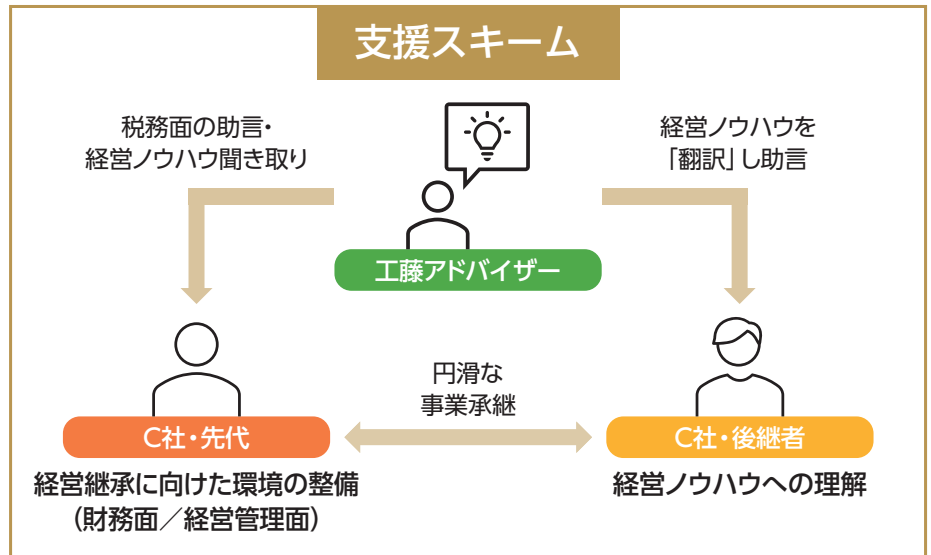 支援スキーム
税務面の助言・
経営ノウハウ聞き取り
経営ノウハウを
「翻訳」し助言
工藤アドバイザー
円滑な
事業承継
C社・先代
C社・後継者
経営継承に向けた環境の整備
（財務面／経営管理面）
経営ノウハウへの理解